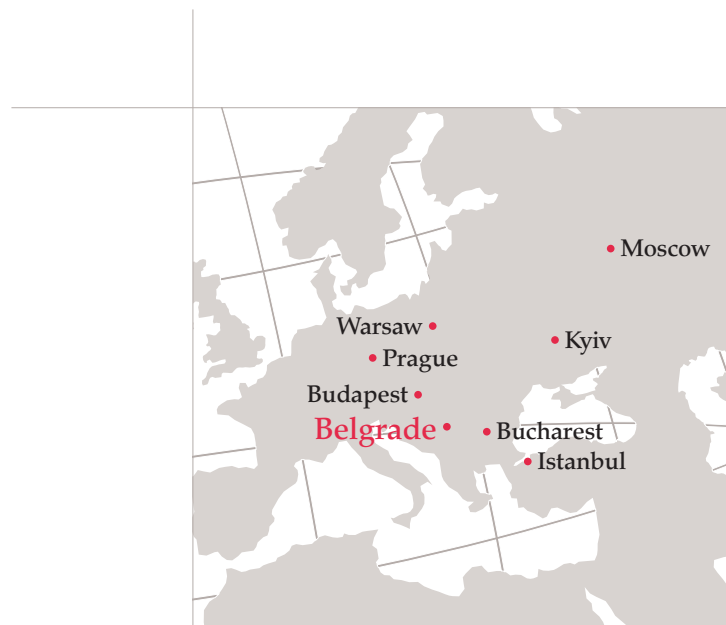 Moscow
Warsaw
Kyiv
Prague
Budapest
Belgrade
Bucharest
Istanbul